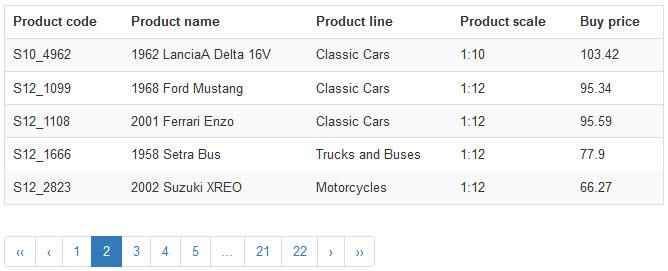 Product code Product name Product line Product scale Buy price
S10_4962 1962 LanciaA Delta 16V Classic Cars 1:10 103.42
S12_1099 1968 Ford Mustang Classic Cars 1:12 95.34
S12_1108 2001 Ferrari Enzo Classic Cars 1:12 95.59
S12_1666 1958 Setra Bus Trucks and Buses 1:12 77.9
S12_2823 2002 Suzuki XREO Motorcycles 1:12 66.27
‹‹ ‹ 1 2 3 4 5 ... 21 22 › ››